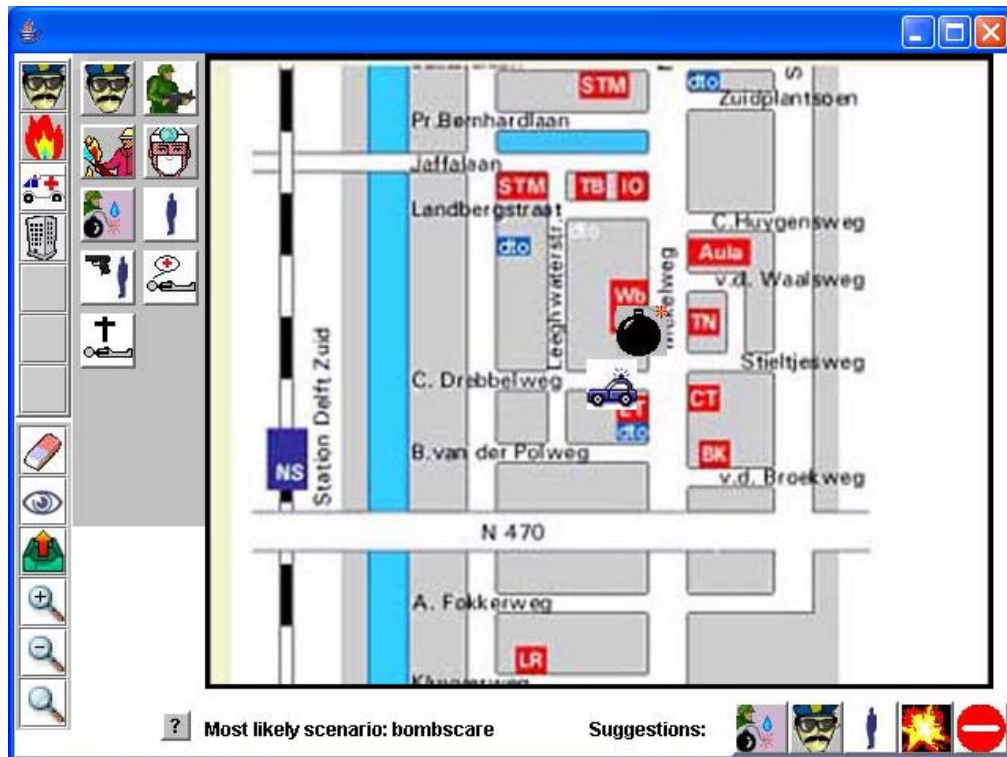 STM
dto
Zuidplantsoen
Pr.Bernhardlaan
Jaffalaan
STM
TB
IO
Landbergstraat
C.Huygensweg
dto
dto
Aula
Leeghwaterstr.
v.d. Waalsweg
Wb
TN
Stieltjesweg
C. Drebbelweg
CT
dto
B.van der Polweg
BK
Station Delft Zuid
NS
v.d. Broekweg
N 470
A. Fokkerweg
LR
? Most likely scenario: bombscare Suggestions: